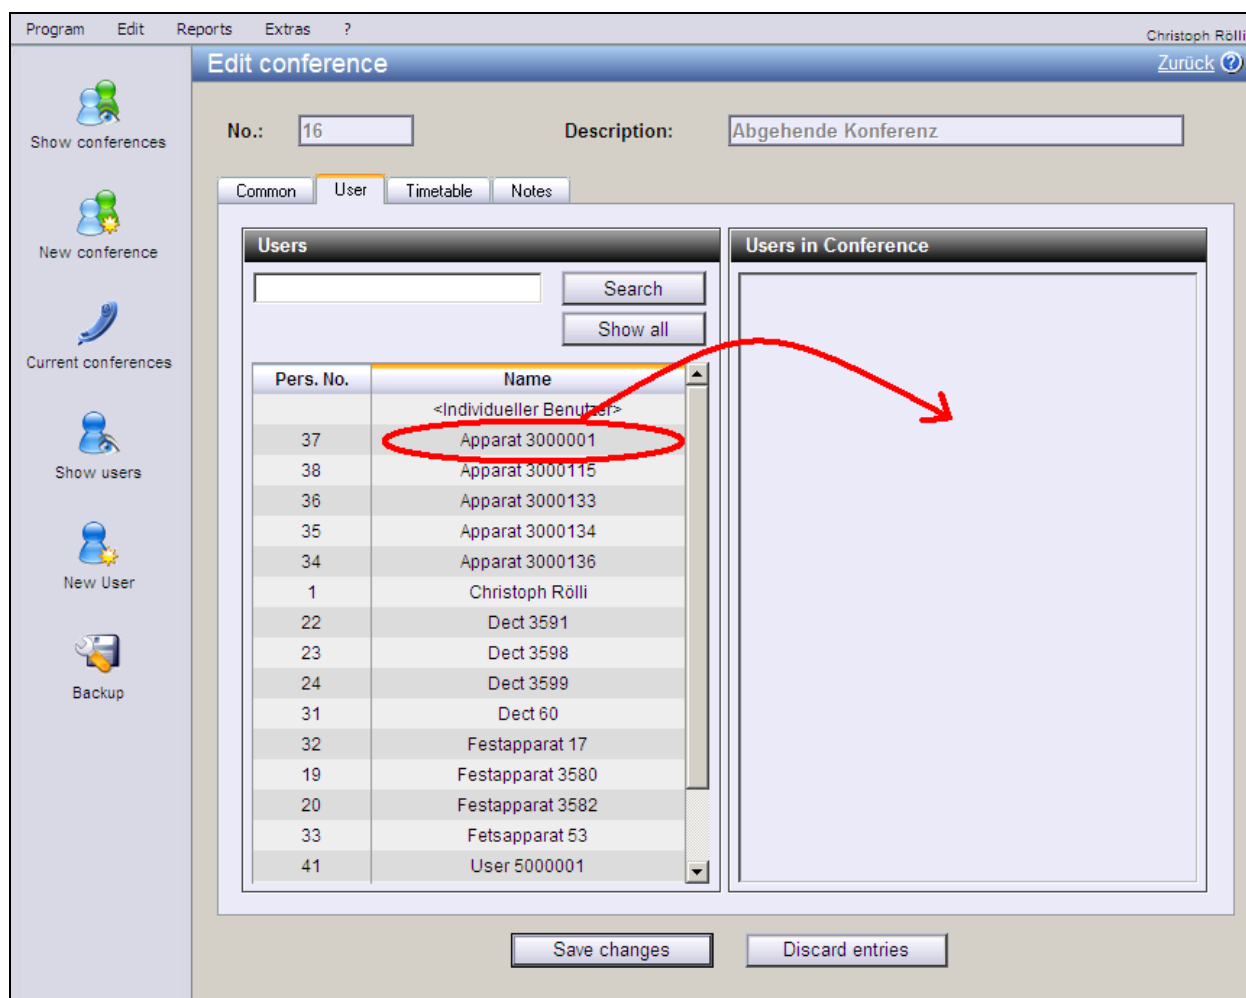 Program Edit Reports Extras ?
Christoph Rölli
Edit conference
Zurück ?
Show conferences
New conference
Current conferences
Show users
New User
Backup
No.: 16 Description: Abgehende Konferenz
Common User Timetable Notes
Users
Search
Show all
Pers. No. Name
<Individueller Benutzer>
37 Apparat 3000001
38 Apparat 3000115
36 Apparat 3000133
35 Apparat 3000134
34 Apparat 3000136
1 Christoph Rölli
22 Dect 3591
23 Dect 3598
24 Dect 3599
31 Dect 60
32 Festapparat 17
19 Festapparat 3580
20 Festapparat 3582
33 Fetsapparat 53
41 User 5000001
Users in Conference
Save changes Discard entries